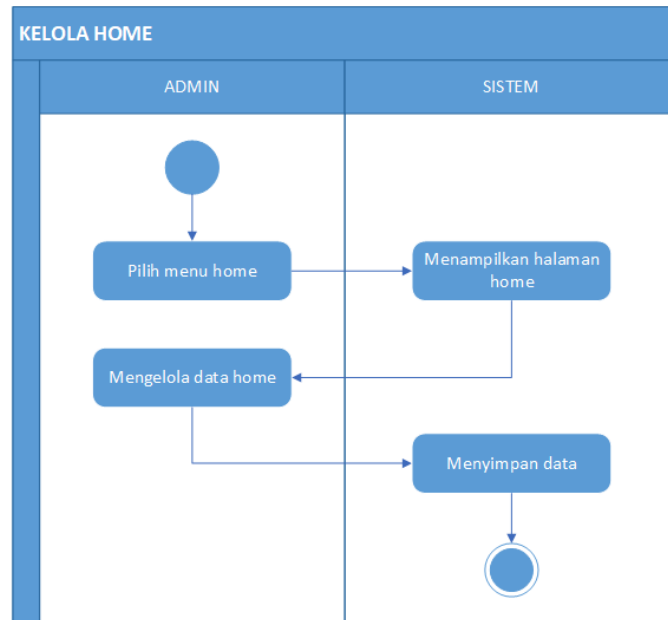 KELOLA HOME
ADMIN
SISTEM
Pilih menu home
Menampilkan halaman
home
Mengelola data home
Menyimpan data